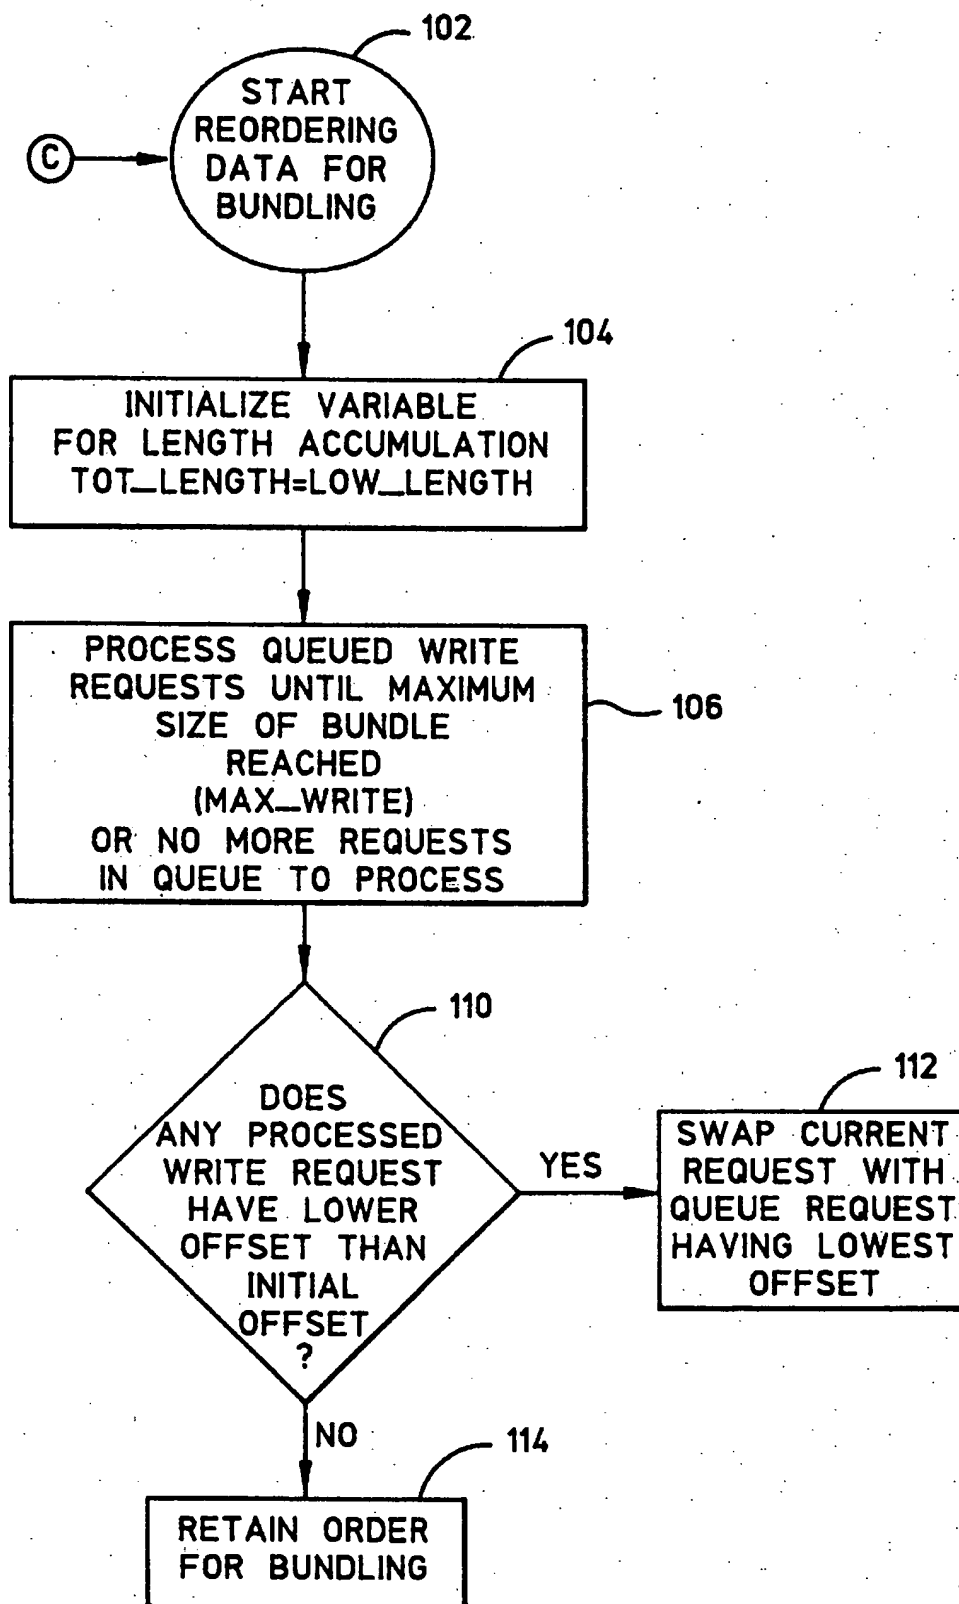 102
START
REORDERING
DATA FOR
BUNDLING
C
104
INITIALIZE VARIABLE
FOR LENGTH ACCUMULATION
TOT_LENGTH=LOW_LENGTH
PROCESS QUEUED WRITE
REQUESTS UNTIL MAXIMUM
SIZE OF BUNDLE
REACHED
(MAX_WRITE)
OR NO MORE REQUESTS
IN QUEUE TO PROCESS
106
110
DOES
ANY PROCESSED
WRITE REQUEST
HAVE LOWER
OFFSET THAN
INITIAL
OFFSET
?
YES
112
SWAP CURRENT
REQUEST WITH
QUEUE REQUEST
HAVING LOWEST
OFFSET
NO
114
RETAIN ORDER
FOR BUNDLING